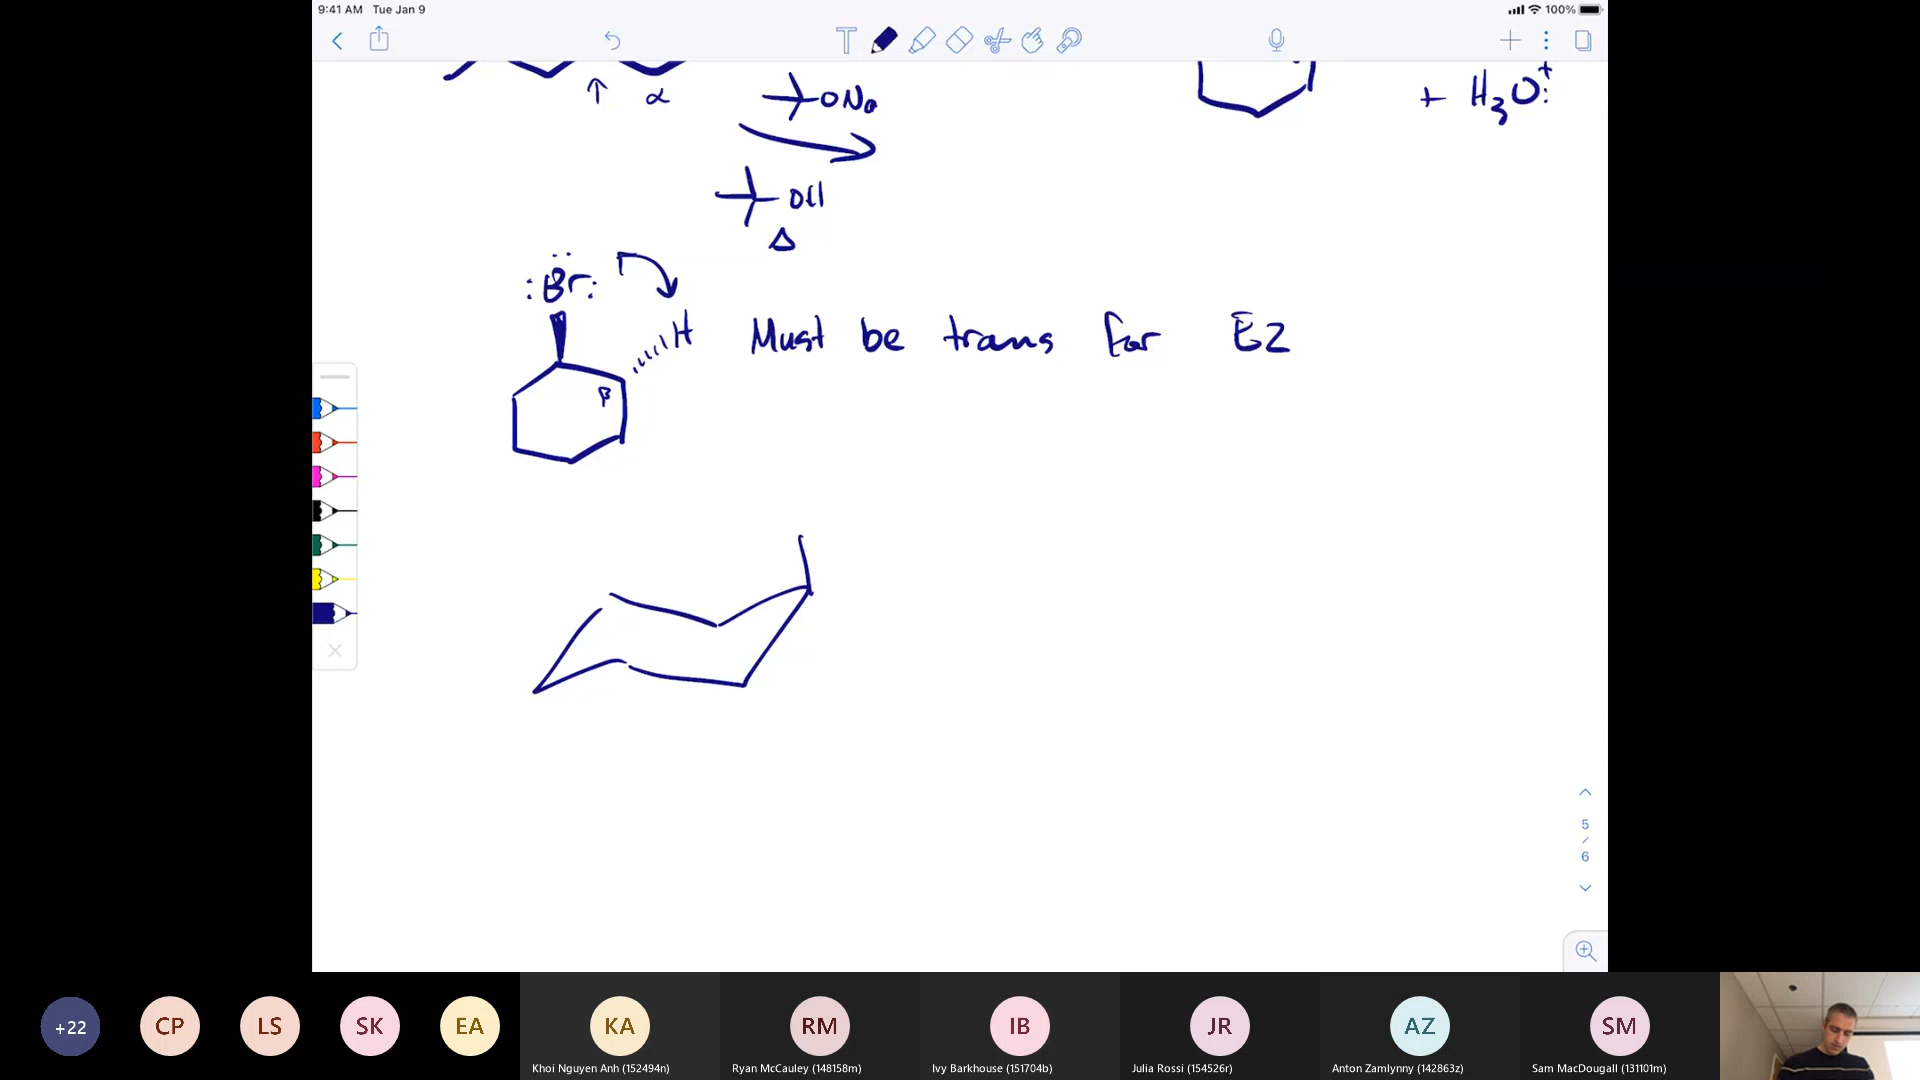 9:41 AM Tue Jan 9
100%
T
↑ α
ONa
+ H3O:+
OH
Δ
:Br:
H Must be trans for E2
β
5
/
6
+22
CP
LS
SK
EA
KA
RM
IB
JR
AZ
SM
Khoi Nguyen Anh (152494n)
Ryan McCauley (148158m)
Ivy Barkhouse (151704b)
Julia Rossi (154526r)
Anton Zamlynny (142863z)
Sam MacDougall (131101m)